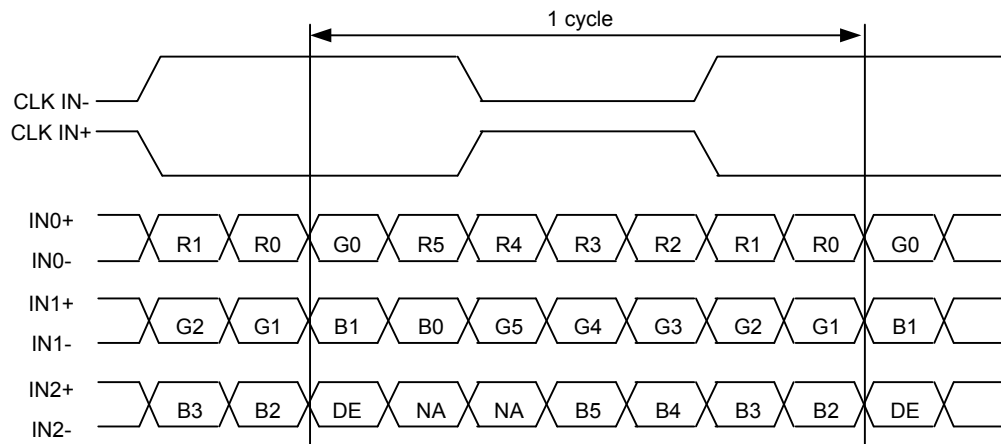 1 cycle
CLK IN-
CLK IN+
IN0+
R1 R0 G0 R5 R4 R3 R2 R1 R0 G0
IN0-
IN1+
G2 G1 B1 B0 G5 G4 G3 G2 G1 B1
IN1-
IN2+
B3 B2 DE NA NA B5 B4 B3 B2 DE
IN2-